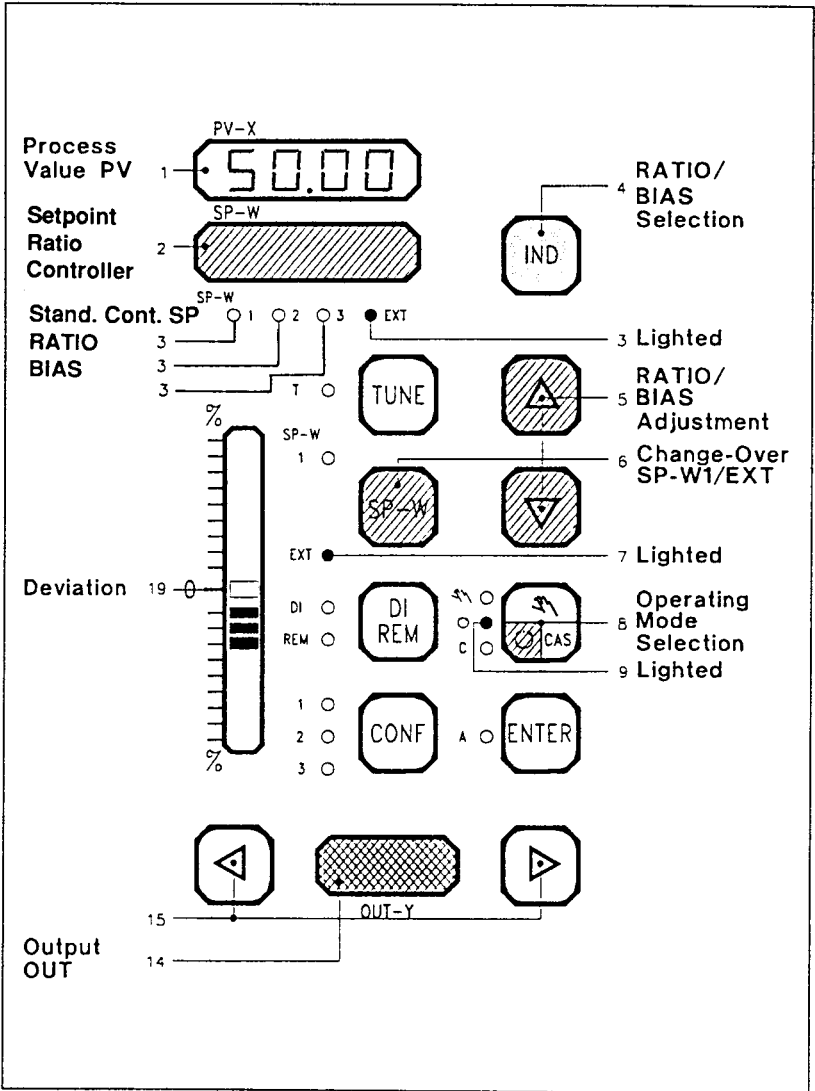 PV-X
Process
Value PV 1
50.00
4 RATIO/
BIAS
Selection
SP-W
Setpoint
Ratio
Controller 2
IND
SP-W
Stand. Cont. SP
1 2 3 EXT
RATIO 3
BIAS 3
3
3 Lighted
T TUNE
RATIO/
5 BIAS
Adjustment
%
SP-W
1
SP-W
6 Change-Over
SP-W1/EXT
EXT
7 Lighted
Deviation 19
0
DI
REM
DI
REM
C
CAS
Operating
8 Mode
Selection
9 Lighted
%
1
2
3
CONF
A ENTER
15
OUT-Y
Output
OUT 14